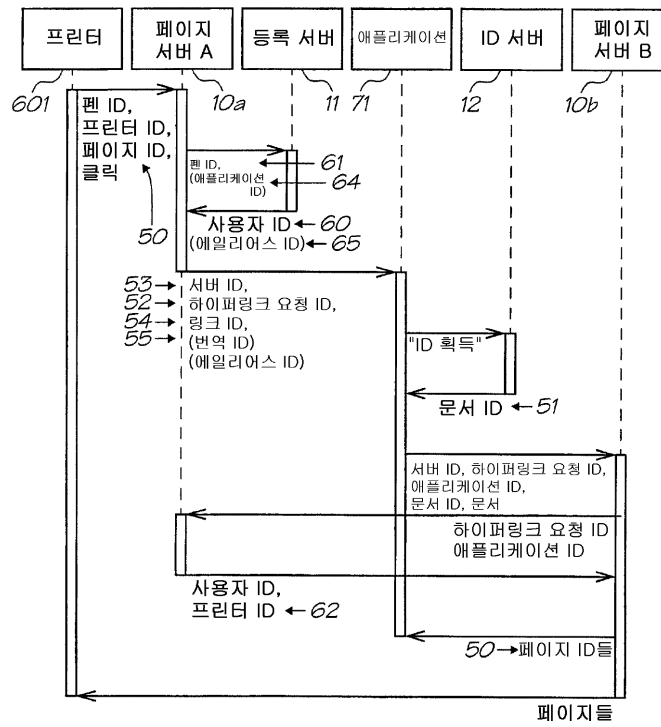 프린터
페이지
서버 A
등록 서버
애플리케이션
ID 서버
페이지
서버 B
601
10a
11
71
12
10b
펜 ID,
프린터 ID,
페이지 ID,
클릭
50
펜 ID,
61
(애플리케이션
ID)
64
사용자 ID
60
(에일리어스 ID)
65
53
서버 ID,
52
하이퍼링크 요청 ID,
54
링크 ID,
55
(번역 ID)
(에일리어스 ID)
"ID 획득"
문서 ID
51
서버 ID, 하이퍼링크 요청 ID,
애플리케이션 ID,
문서 ID, 문서
하이퍼링크 요청 ID
애플리케이션 ID
사용자 ID,
프린터 ID
62
50
페이지 ID들
페이지들